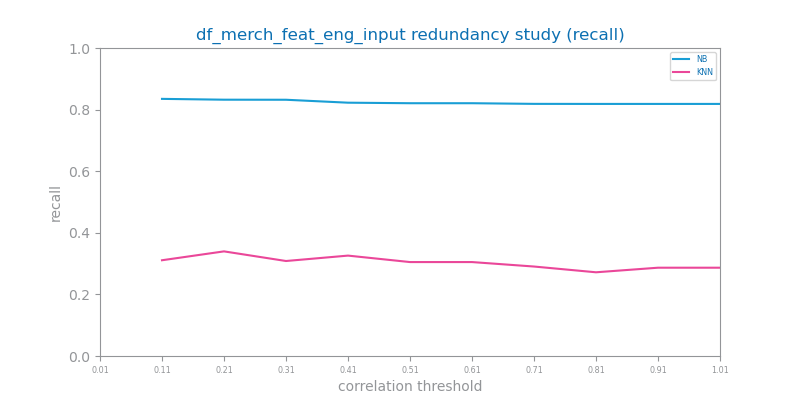 df_merch_feat_eng_input redundancy study (recall)
NB
KNN
1.0
0.8
0.6
0.4
0.2
0.0
recall
0.01 0.11 0.21 0.31 0.41 0.51 0.61 0.71 0.81 0.91 1.01
correlation threshold